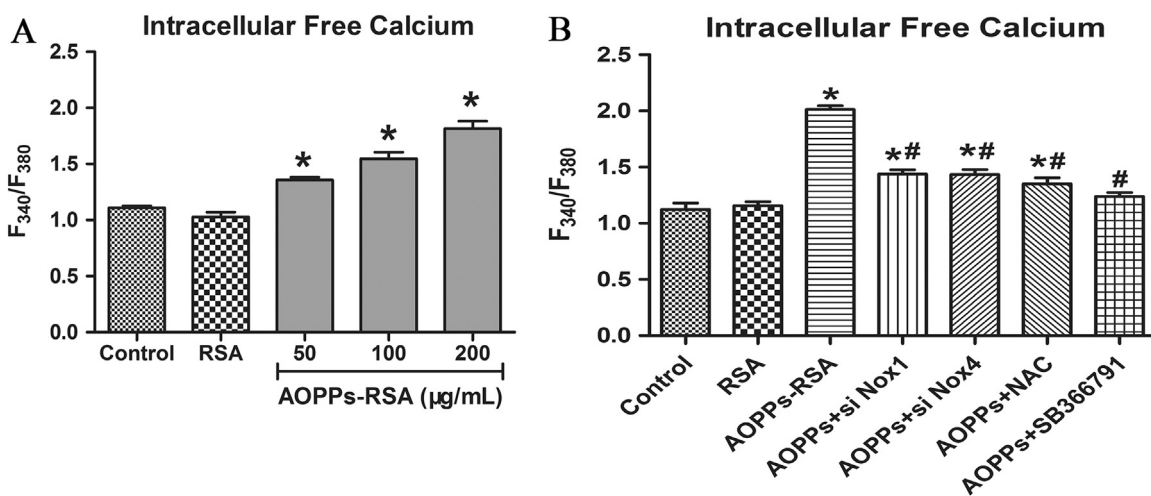 A
Intracellular Free Calcium
F340/F380
2.5
2.0
1.5
1.0
0.5
0.0
*
*
*
Control
RSA
50
100
200
AOPPs-RSA (µg/mL)
B
Intracellular Free Calcium
F340/F380
2.5
2.0
1.5
1.0
0.5
0.0
*
*#
*#
*#
#
Control
RSA
AOPPs-RSA
AOPPs+si Nox1
AOPPs+si Nox4
AOPPs+NAC
AOPPs+SB366791